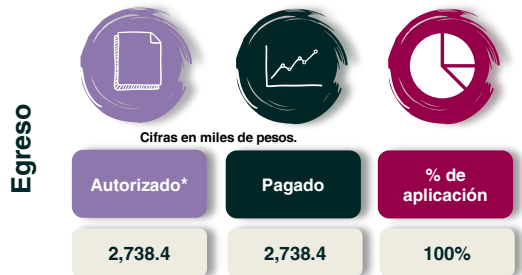 Egreso
Cifras en miles de pesos.
Autorizado*
Pagado
% de
aplicación
2,738.4
2,738.4
100%